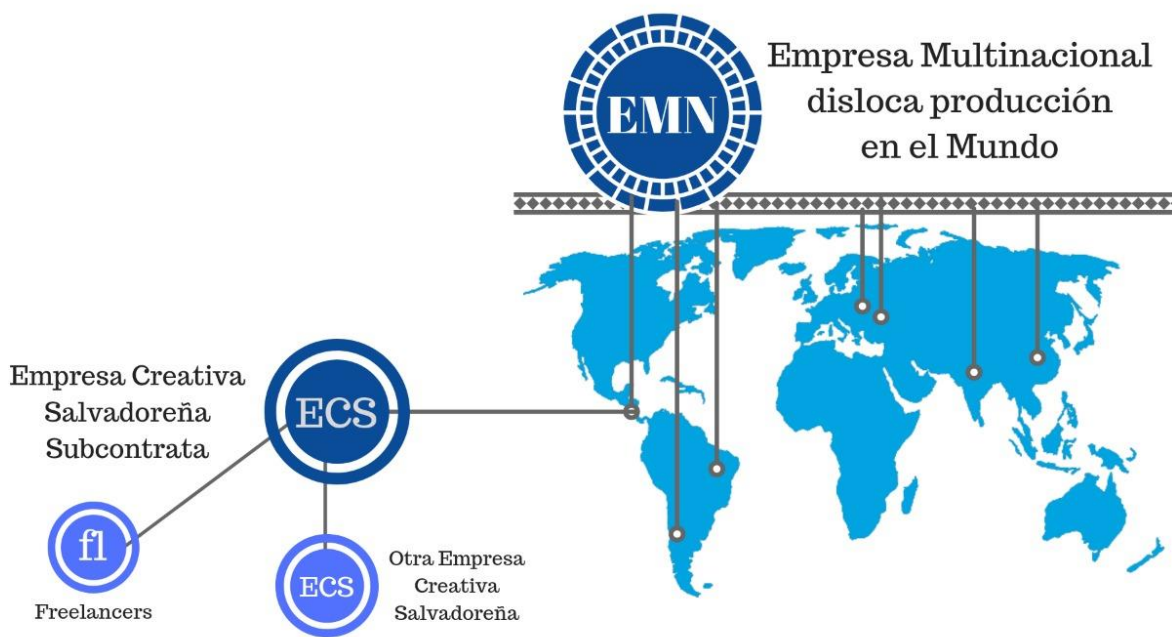 EMN
Empresa Multinacional
disloca producción
en el Mundo
Empresa Creativa
Salvadoreña
Subcontrata
ECS
fl
Freelancers
ECS
Otra Empresa
Creativa
Salvadoreña